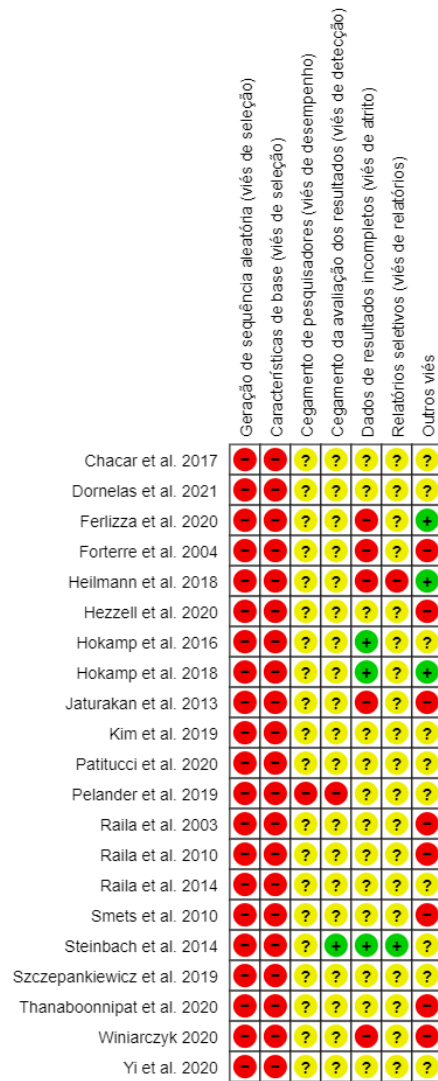 Geração de sequência aleatória (viés de seleção)
Características de base (viés de seleção)
Cegamento de pesquisadores (viés de desempenho)
Cegamento da avaliação dos resultados (viés de detecção)
Dados de resultados incompletos (viés de atrito)
Relatórios seletivos (viés de relatórios)
Outros viés
Chacar et al. 2017 - - ? ? ? ? ?
Dornelas et al. 2021 - - ? ? ? ? ?
Ferlizza et al. 2020 - - ? ? - ? +
Forterre et al. 2004 - - ? ? - ? -
Heilmann et al. 2018 - - ? ? - - +
Hezzell et al. 2020 - - ? ? ? ? -
Hokamp et al. 2016 - - ? ? + ? ?
Hokamp et al. 2018 - - ? ? + ? +
Jaturakan et al. 2013 - - ? ? - ? -
Kim et al. 2019 - - ? ? ? ? ?
Patitucci et al. 2020 - - ? ? ? ? ?
Pelander et al. 2019 - - - - ? ? ?
Raila et al. 2003 - - ? ? ? ? -
Raila et al. 2010 - - ? ? ? ? -
Raila et al. 2014 - - ? ? ? ? ?
Smets et al. 2010 - - ? ? ? ? -
Steinbach et al. 2014 - - ? + + + ?
Szczepankiewicz et al. 2019 - - ? ? ? ? ?
Thanaboonnipat et al. 2020 - - ? ? ? ? -
Winiarczyk 2020 - - ? ? - ? -
Yi et al. 2020 - - ? ? ? ? ?